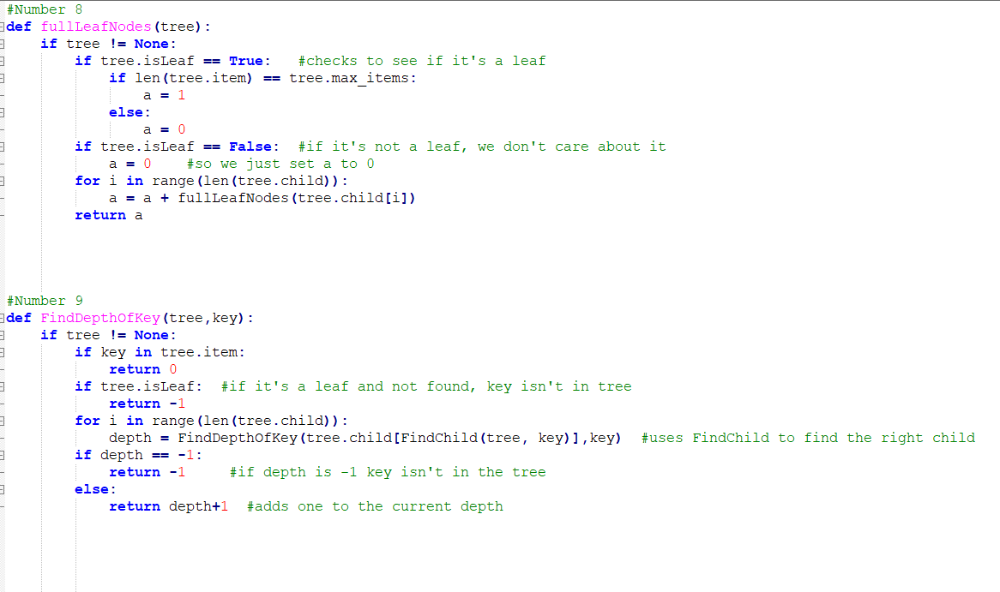 #Number 8
def fullLeafNodes(tree):
    if tree != None:
        if tree.isLeaf == True:   #checks to see if it's a leaf
            if len(tree.item) == tree.max_items:
                a = 1
            else:
                a = 0
        if tree.isLeaf == False:  #if it's not a leaf, we don't care about it
            a = 0    #so we just set a to 0
        for i in range(len(tree.child)):
            a = a + fullLeafNodes(tree.child[i])
        return a
#Number 9
def FindDepthOfKey(tree,key):
    if tree != None:
        if key in tree.item:
            return 0
        if tree.isLeaf:  #if it's a leaf and not found, key isn't in tree
            return -1
        for i in range(len(tree.child)):
            depth = FindDepthOfKey(tree.child[FindChild(tree, key)],key)  #uses FindChild to find the right child
        if depth == -1:
            return -1     #if depth is -1 key isn't in the tree
        else:
            return depth+1  #adds one to the current depth